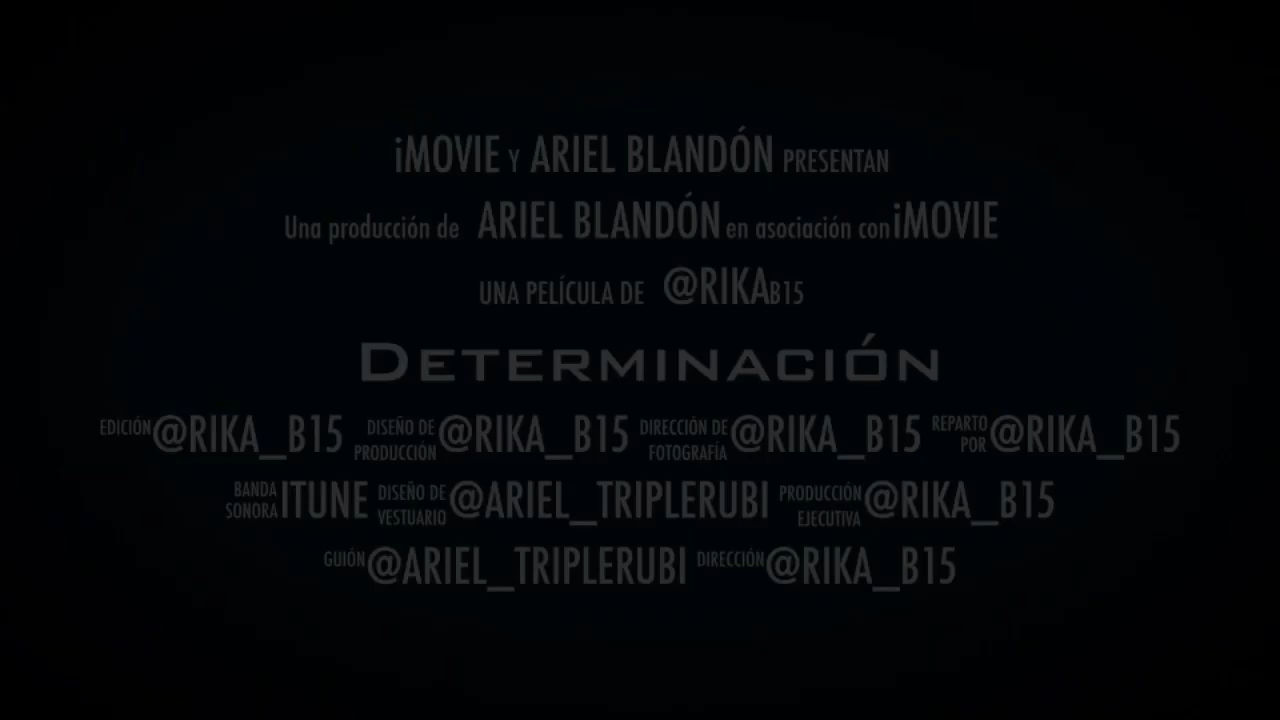 iMOVIE Y ARIEL BLANDÓN PRESENTAN
Una producción de ARIEL BLANDÓN en asociación con iMOVIE
UNA PELÍCULA DE @RIKAB15
DETERMINACIÓN
EDICIÓN @RIKA_B15 DISEÑO DE PRODUCCIÓN @RIKA_B15 DIRECCIÓN DE FOTOGRAFÍA @RIKA_B15 REPARTO POR @RIKA_B15
BANDA SONORA ITUNE DISEÑO DE VESTUARIO @ARIEL_TRIPLERUBI PRODUCCIÓN EJECUTIVA @RIKA_B15
GUIÓN @ARIEL_TRIPLERUBI DIRECCIÓN @RIKA_B15